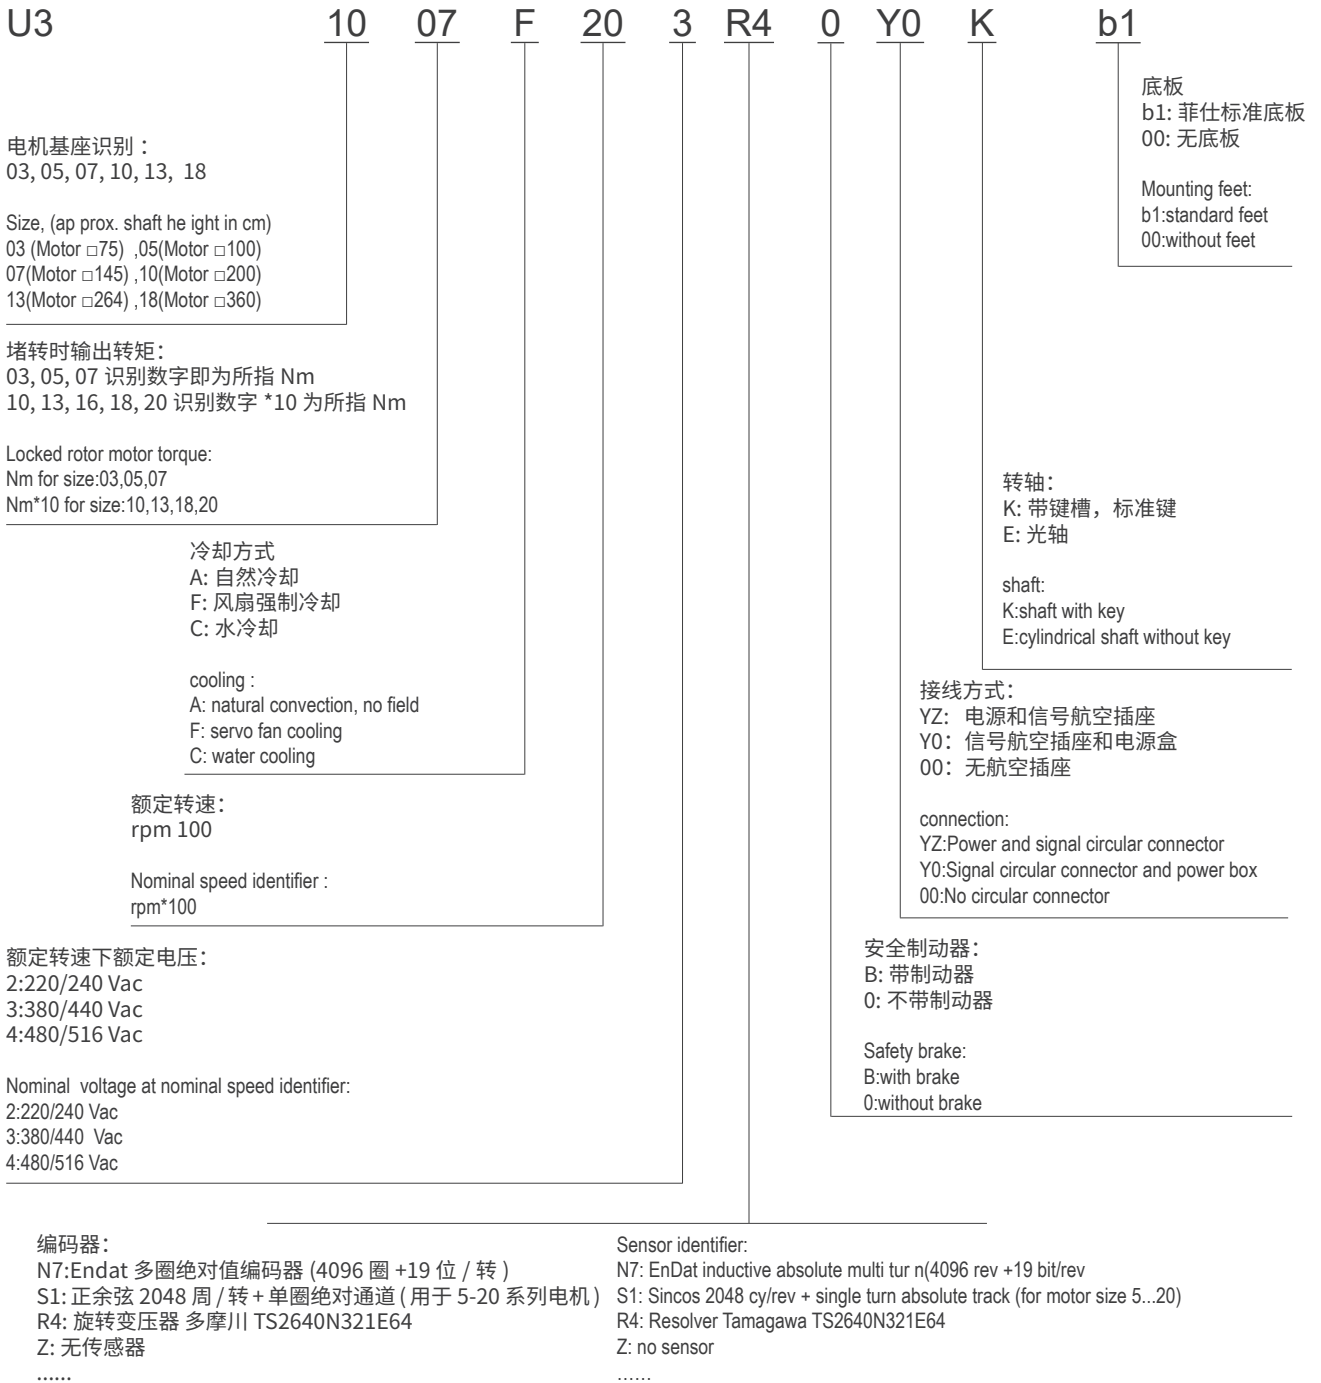 U3 10 07 F 20 3 R4 0 Y0 K b1
底板
b1: 菲仕标准底板
00: 无底板
Mounting feet:
b1:standard feet
00:without feet
电机基座识别 :
03, 05, 07, 10, 13, 18
Size, (ap prox. shaft he ight in cm)
03 (Motor □75) ,05(Motor □100)
07(Motor □145) ,10(Motor □200)
13(Motor □264) ,18(Motor □360)
堵转时输出转矩:
03, 05, 07 识别数字即为所指 Nm
10, 13, 16, 18, 20 识别数字 *10 为所指 Nm
Locked rotor motor torque:
Nm for size:03,05,07
Nm*10 for size:10,13,18,20
转轴:
K: 带键槽，标准键
E: 光轴
shaft:
K:shaft with key
E:cylindrical shaft without key
冷却方式
A: 自然冷却
F: 风扇强制冷却
C: 水冷却
cooling :
A: natural convection, no field
F: servo fan cooling
C: water cooling
接线方式:
YZ: 电源和信号航空插座
Y0: 信号航空插座和电源盒
00: 无航空插座
connection:
YZ:Power and signal circular connector
Y0:Signal circular connector and power box
00:No circular connector
额定转速:
rpm 100
Nominal speed identifier :
rpm*100
额定转速下额定电压:
2:220/240 Vac
3:380/440 Vac
4:480/516 Vac
Nominal voltage at nominal speed identifier:
2:220/240 Vac
3:380/440 Vac
4:480/516 Vac
安全制动器:
B: 带制动器
0: 不带制动器
Safety brake:
B:with brake
0:without brake
编码器:
N7:Endat 多圈绝对值编码器 (4096 圈 +19 位 / 转 )
S1: 正余弦 2048 周 / 转 + 单圈绝对通道 ( 用于 5-20 系列电机 )
R4: 旋转变压器 多摩川 TS2640N321E64
Z: 无传感器
......
Sensor identifier:
N7: EnDat inductive absolute multi tur n(4096 rev +19 bit/rev
S1: Sincos 2048 cy/rev + single turn absolute track (for motor size 5...20)
R4: Resolver Tamagawa TS2640N321E64
Z: no sensor
......